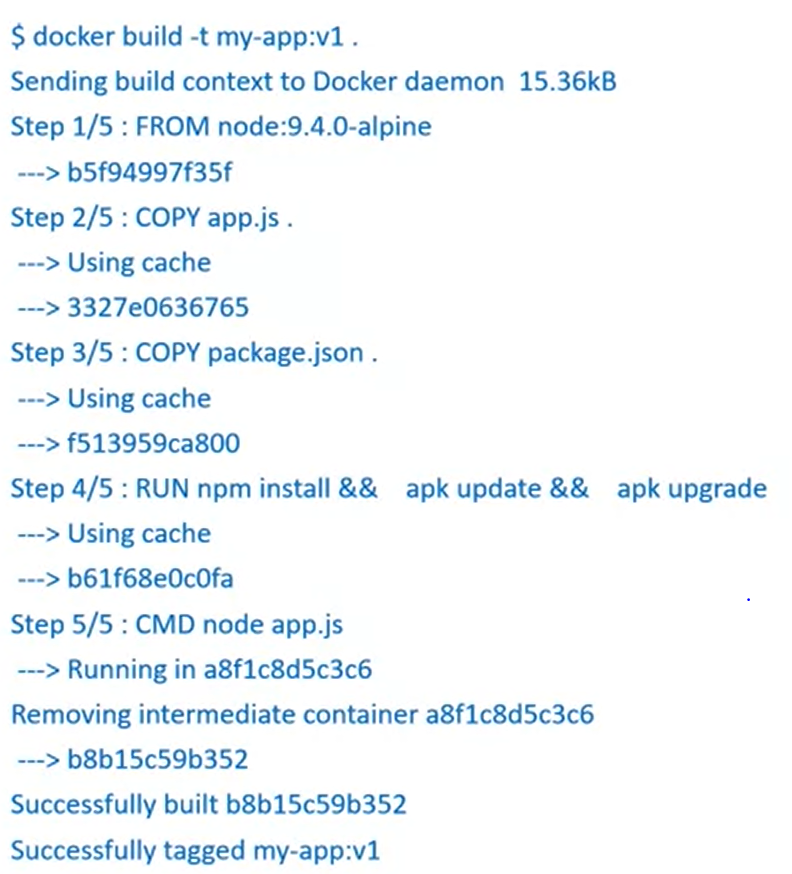 $ docker build -t my-app:v1 .
Sending build context to Docker daemon  15.36kB
Step 1/5 : FROM node:9.4.0-alpine
 ---> b5f94997f35f
Step 2/5 : COPY app.js .
 ---> Using cache
 ---> 3327e0636765
Step 3/5 : COPY package.json .
 ---> Using cache
 ---> f513959ca800
Step 4/5 : RUN npm install &&    apk update &&    apk upgrade
 ---> Using cache
 ---> b61f68e0c0fa
Step 5/5 : CMD node app.js
 ---> Running in a8f1c8d5c3c6
Removing intermediate container a8f1c8d5c3c6
 ---> b8b15c59b352
Successfully built b8b15c59b352
Successfully tagged my-app:v1